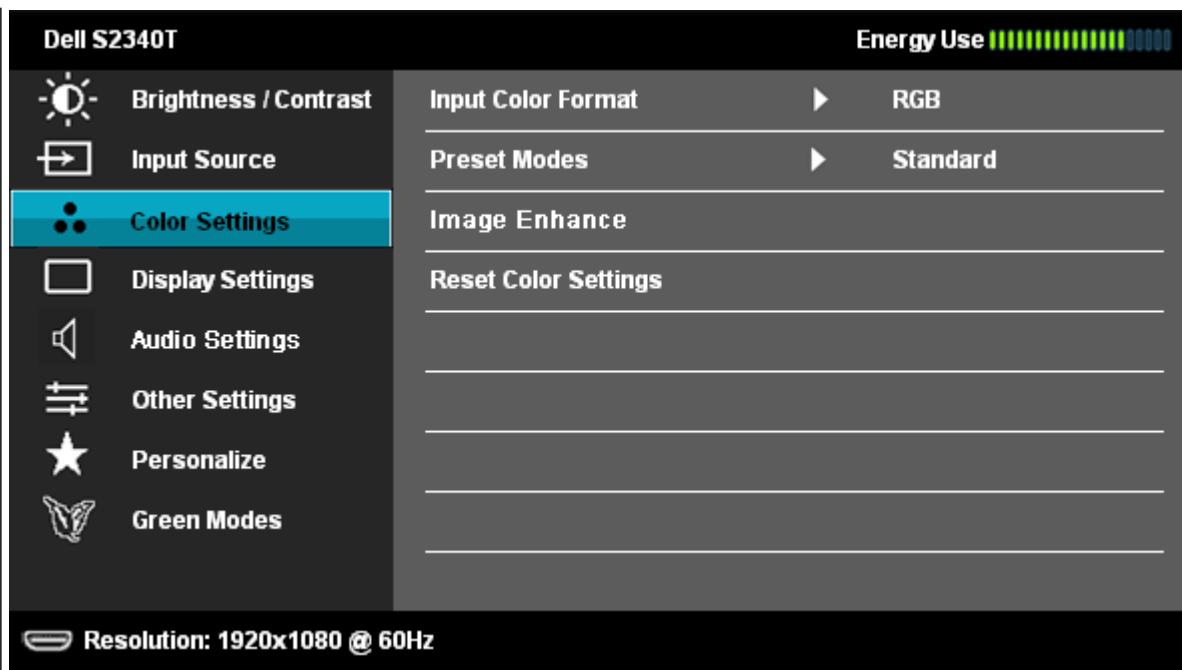 Dell S2340T Energy Use
Brightness / Contrast Input Color Format RGB
Input Source Preset Modes Standard
Color Settings Image Enhance
Display Settings Reset Color Settings
Audio Settings
Other Settings
Personalize
Green Modes
Resolution: 1920x1080 @ 60Hz